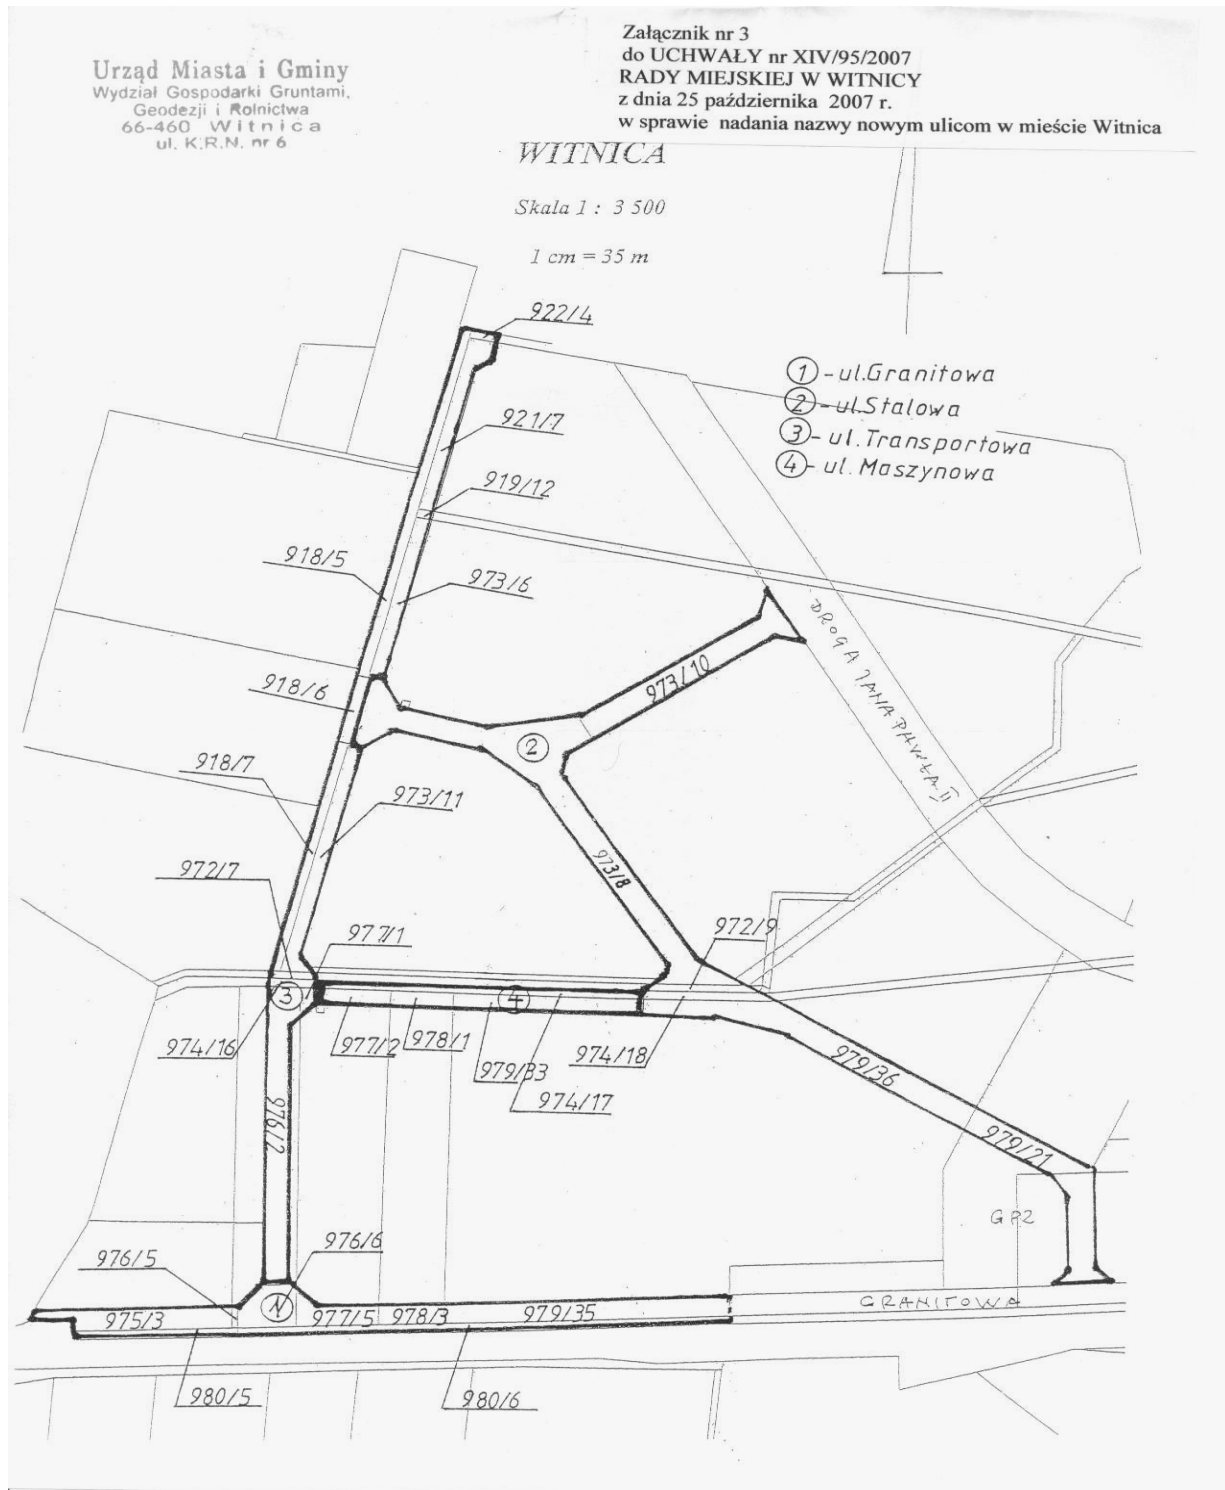 Załącznik nr 3
do UCHWAŁY nr XIV/95/2007
RADY MIEJSKIEJ W WITNICY
z dnia 25 października 2007 r.
w sprawie nadania nazwy nowym ulicom w mieście Witnica
Urząd Miasta i Gminy
Wydział Gospodarki Gruntami,
Geodezji i Rolnictwa
66-460 Witnica
ul. K.R.N. nr 6
WITNICA
Skala 1 : 3 500
1 cm = 35 m
922/4
1 - ul.Granitowa
2 - ul.Stalowa
3 - ul.Transportowa
4 - ul.Maszynowa
921/7
919/12
918/5
973/6
DROGA JANA PAWŁA II
973/10
918/6
2
918/7
973/11
973/8
972/7
977/1
972/9
3
4
974/16
977/2
978/1
979/33
974/18
974/17
979/36
976/2
979/21
GPZ
976/6
976/5
GRANITOWA
975/3
977/5
978/3
979/35
980/5
980/6